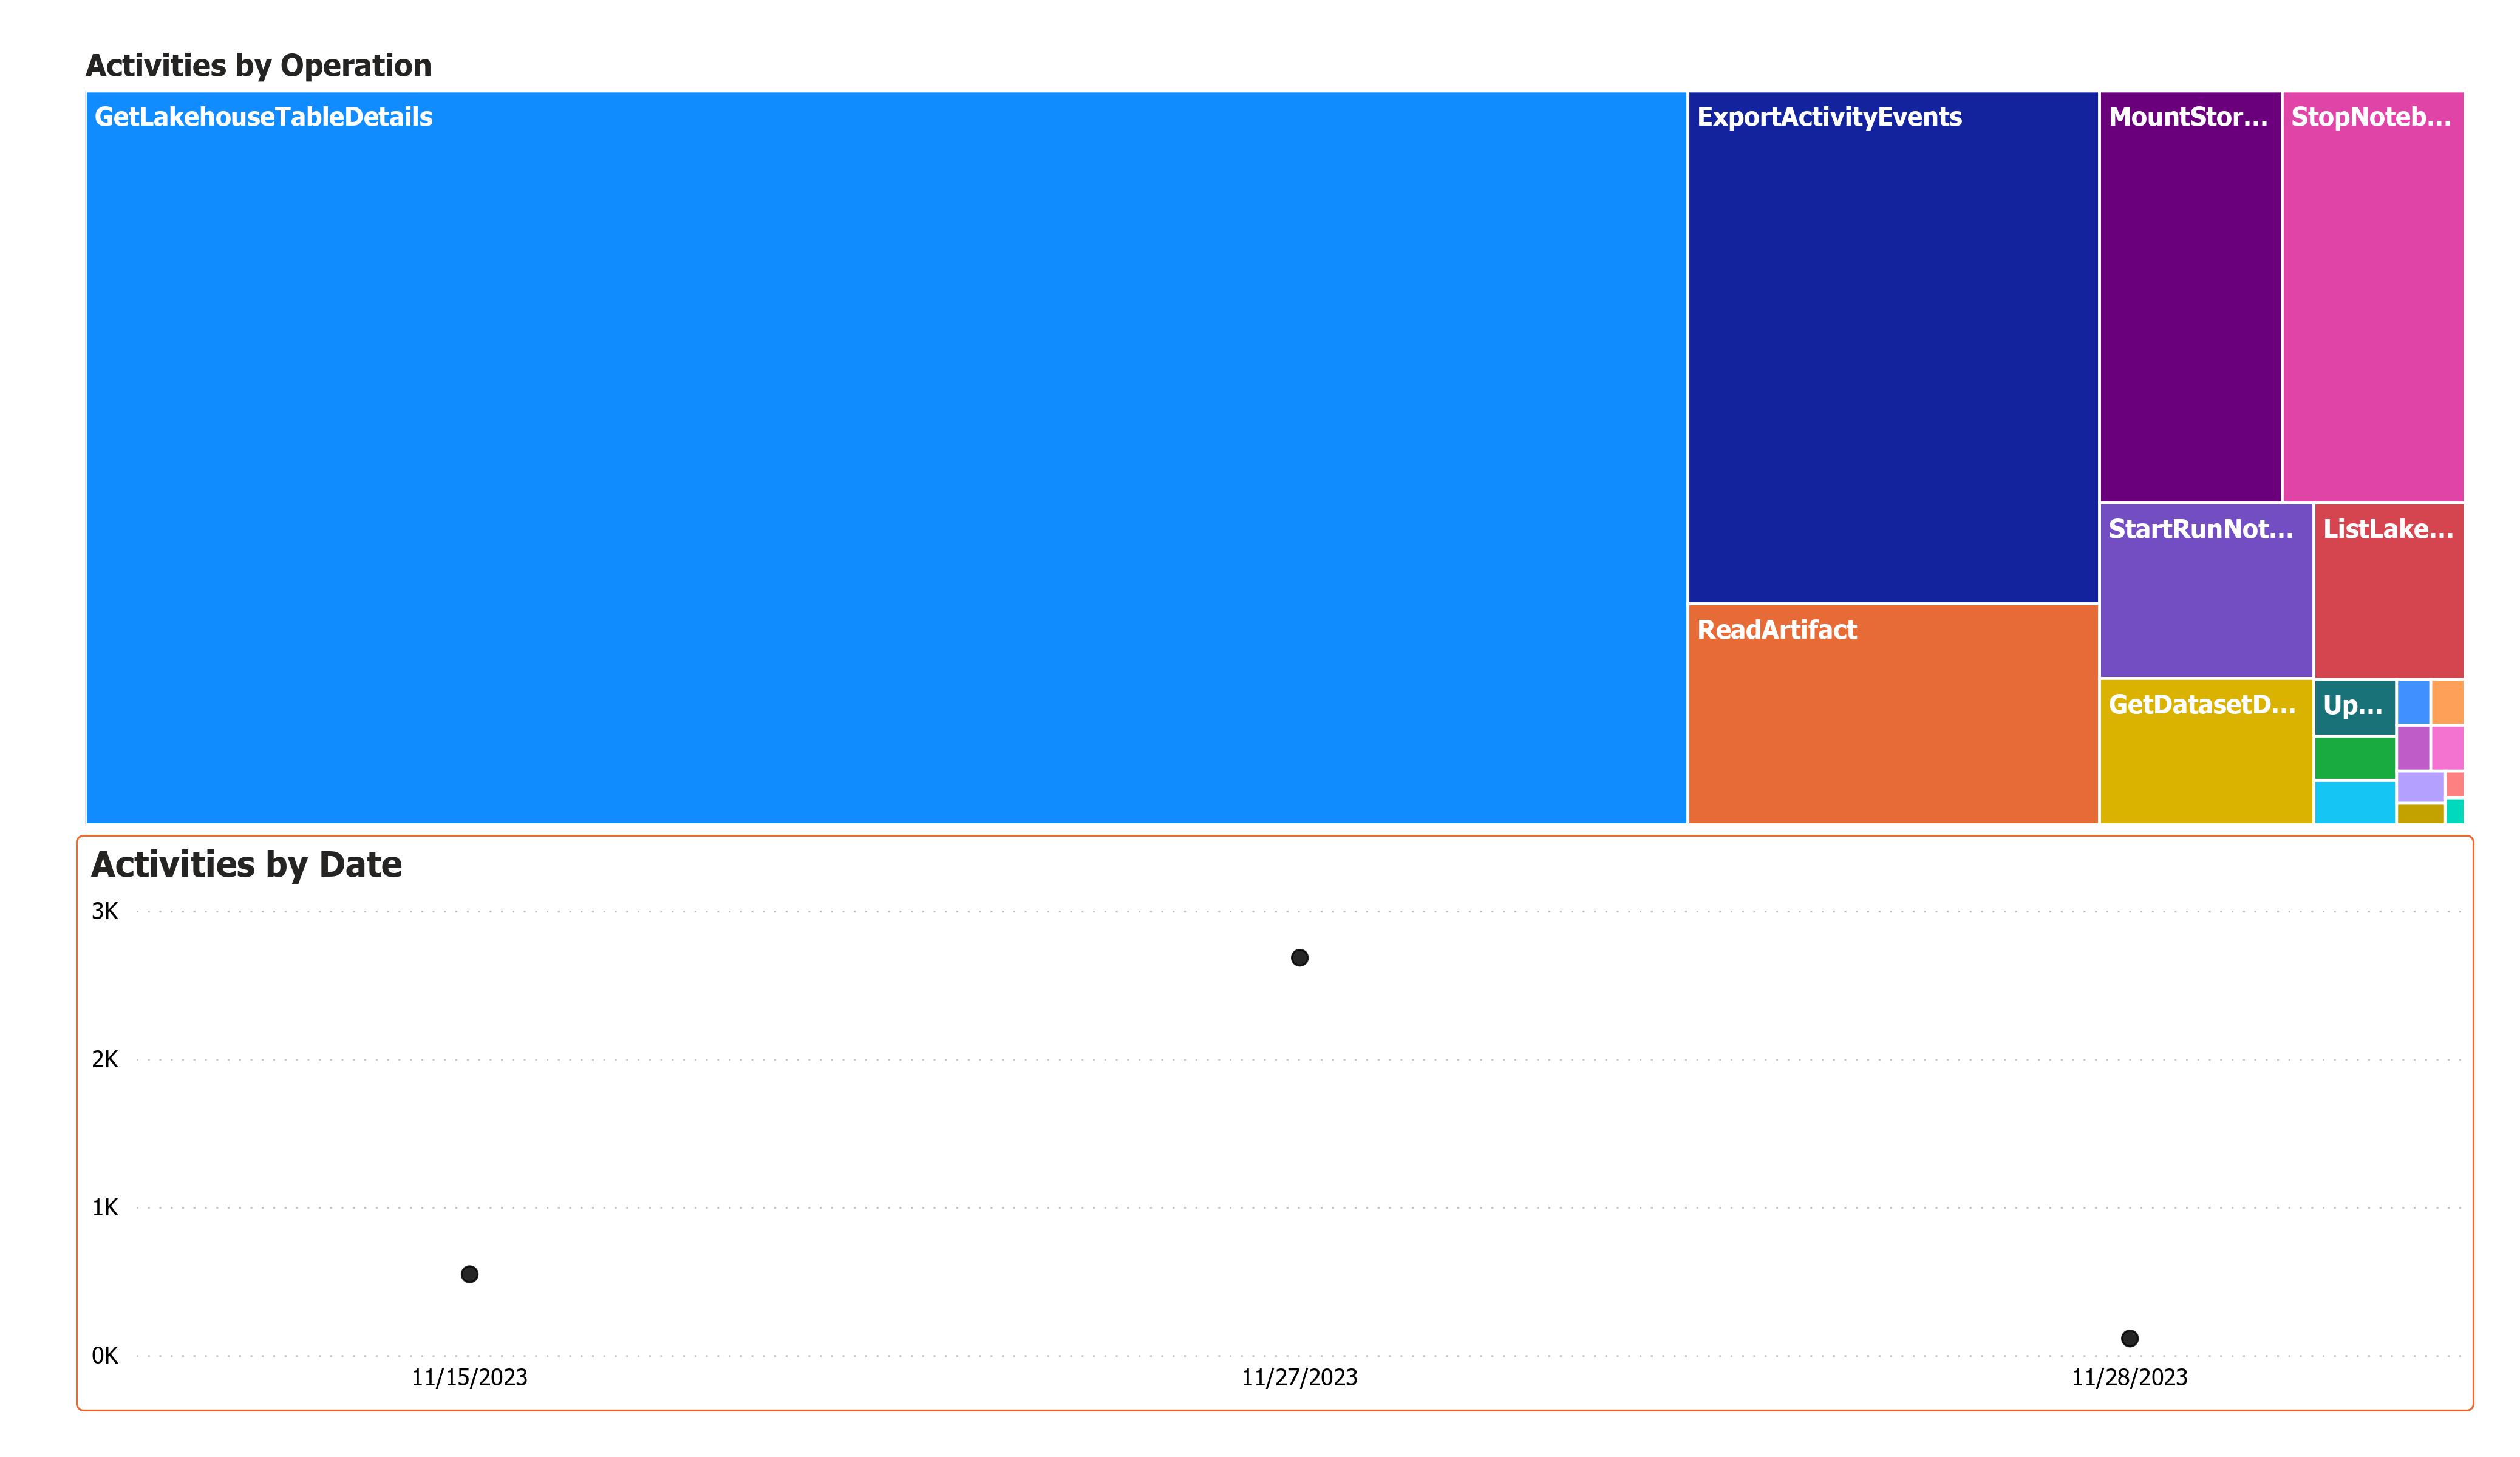 Activities by Operation
GetLakehouseTableDetails
ExportActivityEvents
MountStor...
StopNoteb...
StartRunNot...
ListLake...
ReadArtifact
GetDatasetD...
Up...
Activities by Date
3K
2K
1K
0K
11/15/2023
11/27/2023
11/28/2023